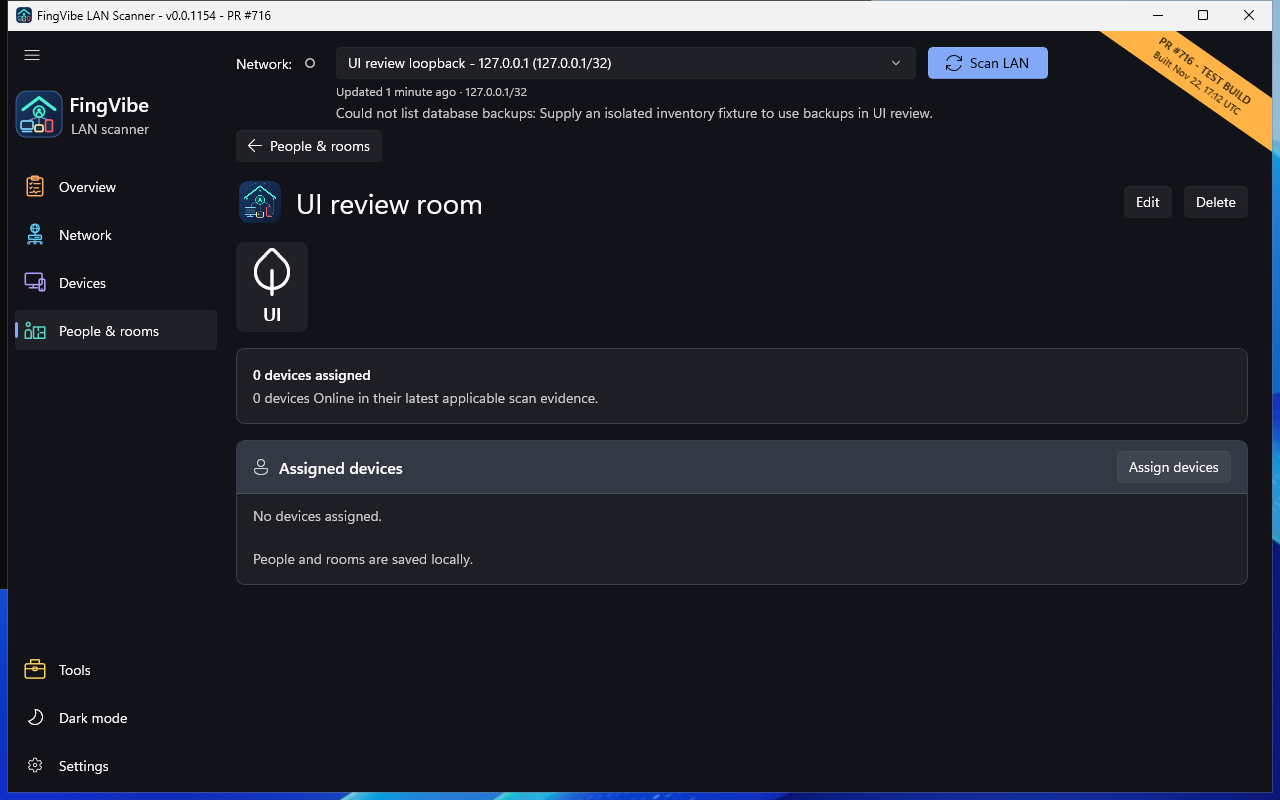 FingVibe LAN Scanner - v0.0.1154 - PR #716
PR #716 - TEST BUILD
Built Nov 22, 17:12 UTC
FingVibe
LAN scanner
Overview
Network
Devices
People & rooms
Tools
Dark mode
Settings
Network:
UI review loopback - 127.0.0.1 (127.0.0.1/32)
Scan LAN
Updated 1 minute ago · 127.0.0.1/32
Could not list database backups: Supply an isolated inventory fixture to use backups in UI review.
People & rooms
UI review room
Edit
Delete
UI
0 devices assigned
0 devices Online in their latest applicable scan evidence.
Assigned devices
Assign devices
No devices assigned.
People and rooms are saved locally.